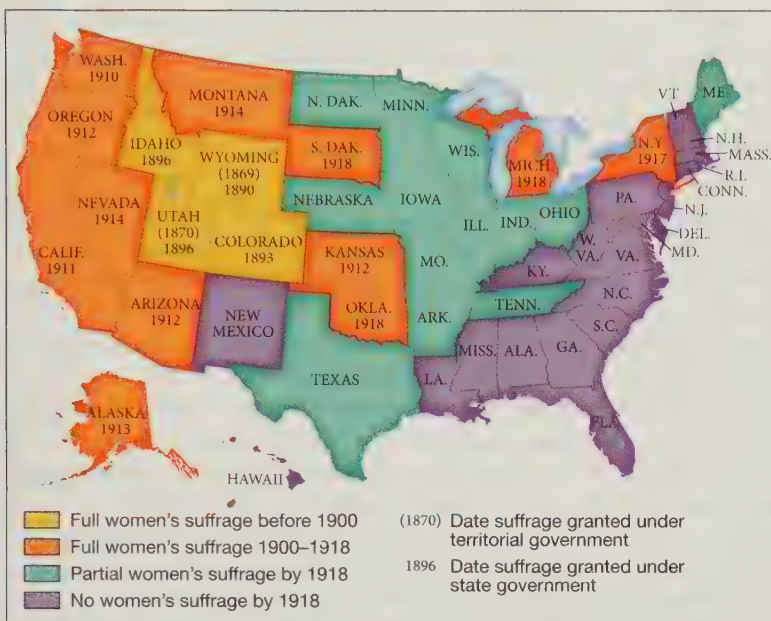 WASH.
1910
OREGON
1912
IDAHO
1896
MONTANA
1914
WYOMING
(1869)
1890
NEVADA
1914
UTAH
(1870)
1896
COLORADO
1893
CALIF.
1911
ARIZONA
1912
NEW
MEXICO
N. DAK.
S. DAK.
1918
NEBRASKA
KANSAS
1912
OKLA.
1918
TEXAS
MINN.
IOWA
MO.
ARK.
LA.
WIS.
ILL.
MICH.
1918
IND.
OHIO
KY.
TENN.
MISS.
ALA.
GA.
FLA.
S.C.
N.C.
VA.
W.
VA.
PA.
N.Y
1917
VT
ME.
N.H.
MASS.
R.I.
CONN.
N.J.
DEL.
MD.
ALASKA
1913
HAWAII
Full women's suffrage before 1900
Full women's suffrage 1900–1918
Partial women's suffrage by 1918
No women's suffrage by 1918
(1870) Date suffrage granted under
territorial government
1896 Date suffrage granted under
state government